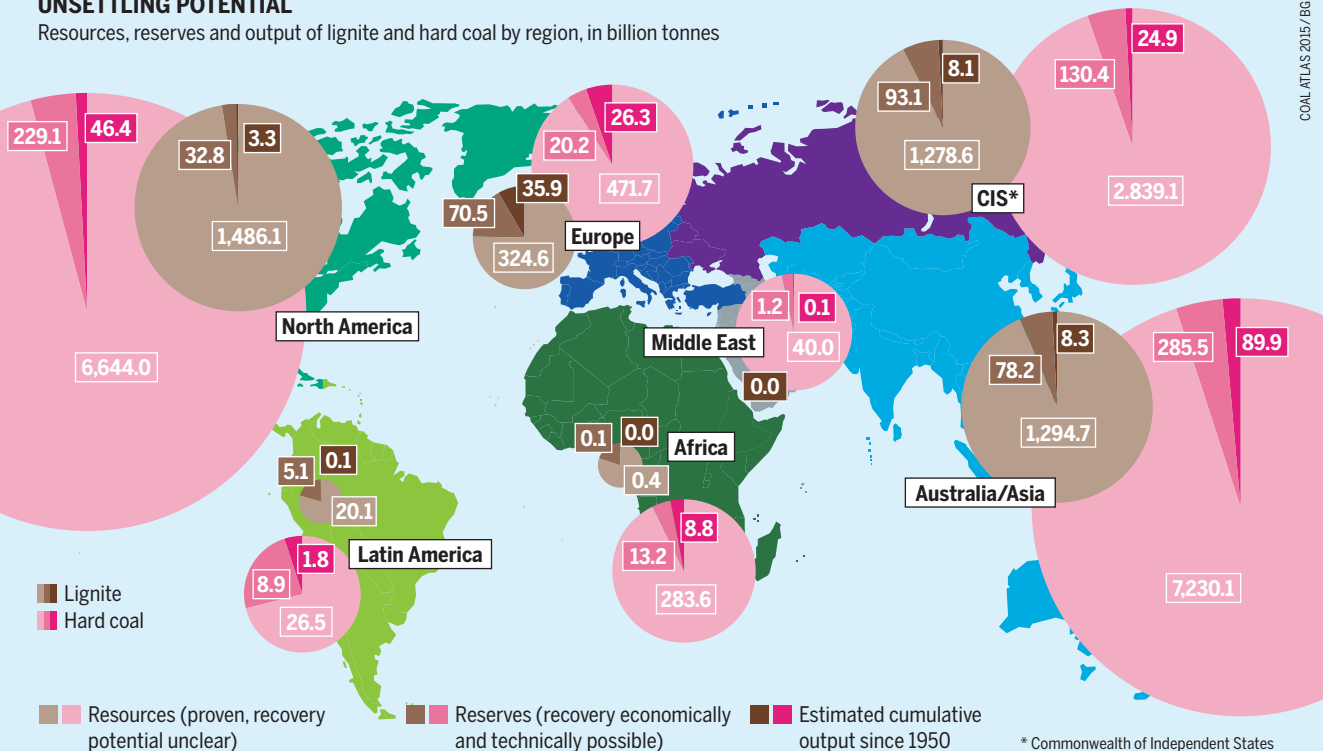 UNSETTLING POTENTIAL
Resources, reserves and output of lignite and hard coal by region, in billion tonnes
COAL ATLAS 2015 / BG
229.1
46.4
6,644.0
32.8
3.3
1,486.1
North America
20.2
26.3
471.7
70.5
35.9
324.6
Europe
93.1
8.1
1,278.6
CIS*
130.4
24.9
2.839.1
Middle East
1.2
0.1
40.0
0.0
78.2
8.3
1,294.7
Australia/Asia
285.5
89.9
7,230.1
0.1
0.0
0.4
Africa
13.2
8.8
283.6
5.1
0.1
20.1
Latin America
8.9
1.8
26.5
Lignite
Hard coal
Resources (proven, recovery
potential unclear)
Reserves (recovery economically
and technically possible)
Estimated cumulative
output since 1950
* Commonwealth of Independent States